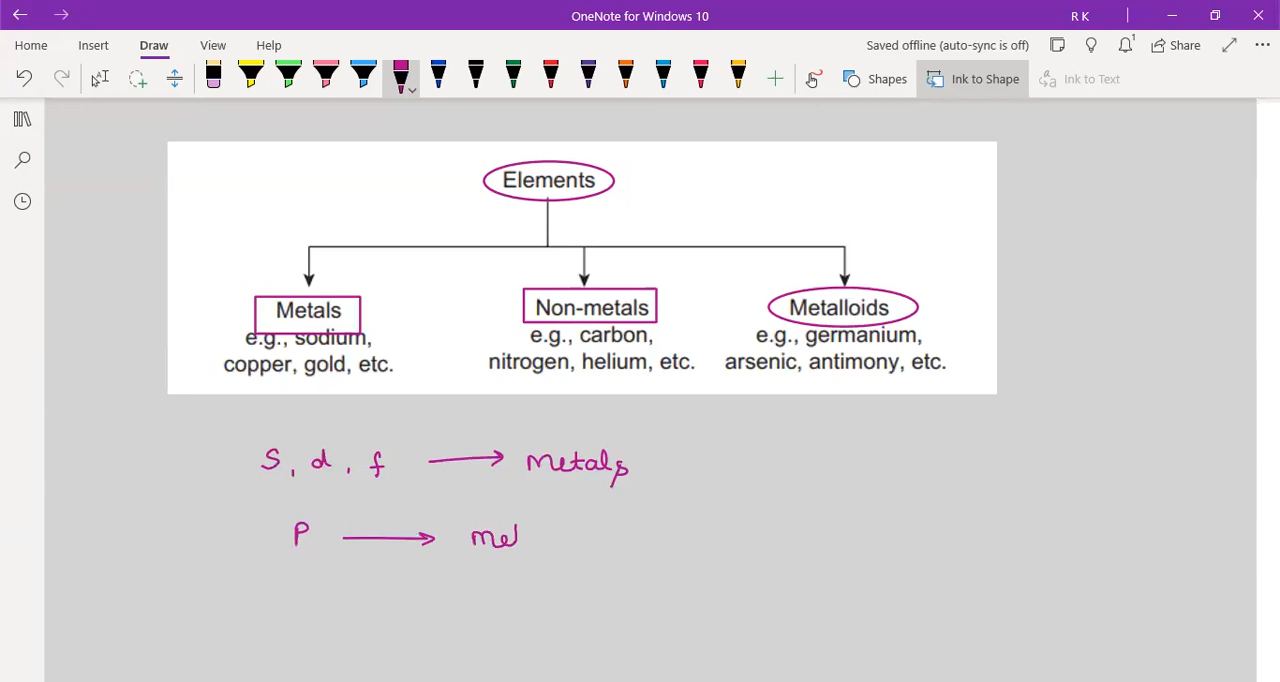 OneNote for Windows 10
R K
Home Insert Draw View Help
Saved offline (auto-sync is off)
1
Share
Shapes
Ink to Shape
Ink to Text
Elements
Metals
e.g., sodium,
copper, gold, etc.
Non-metals
e.g., carbon,
nitrogen, helium, etc.
Metalloids
e.g., germanium,
arsenic, antimony, etc.
S, d, f → Metals
P → Met